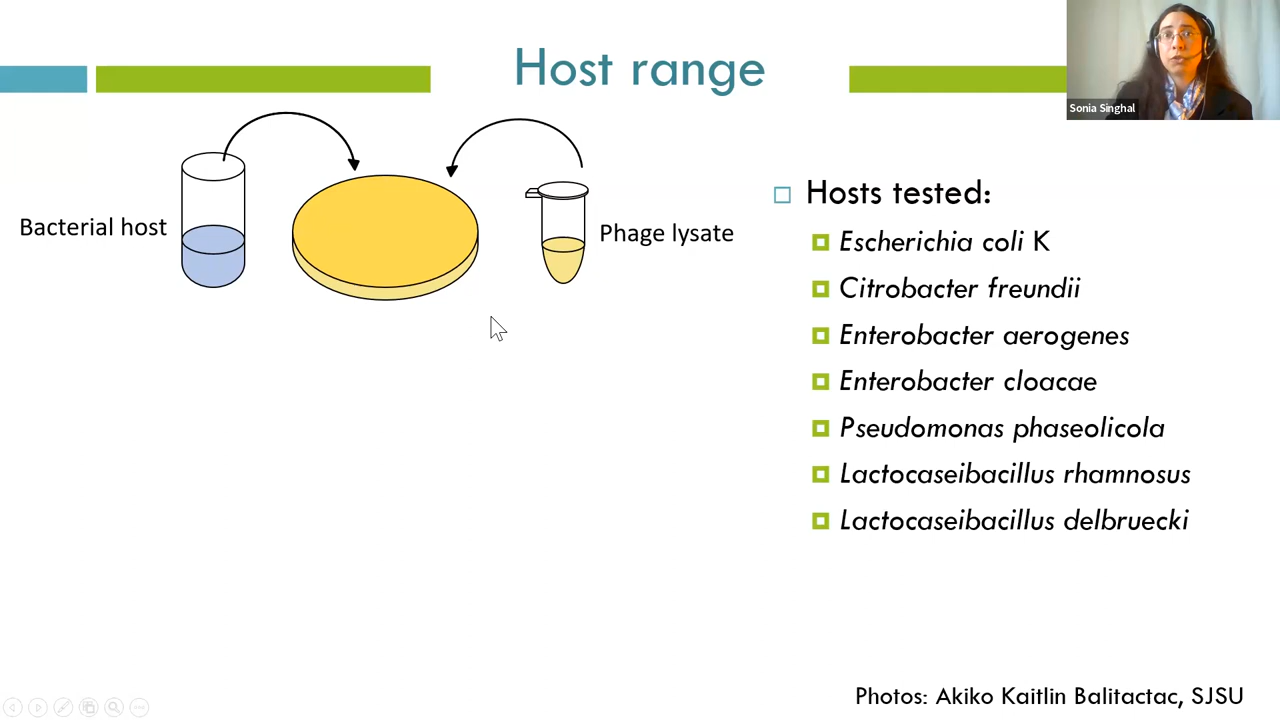 Host range
Sonia Singhal
Bacterial host
Phage lysate
Hosts tested:
Escherichia coli K
Citrobacter freundii
Enterobacter aerogenes
Enterobacter cloacae
Pseudomonas phaseolicola
Lactocaseibacillus rhamnosus
Lactocaseibacillus delbruecki
Photos: Akiko Kaitlin Balitactac, SJSU